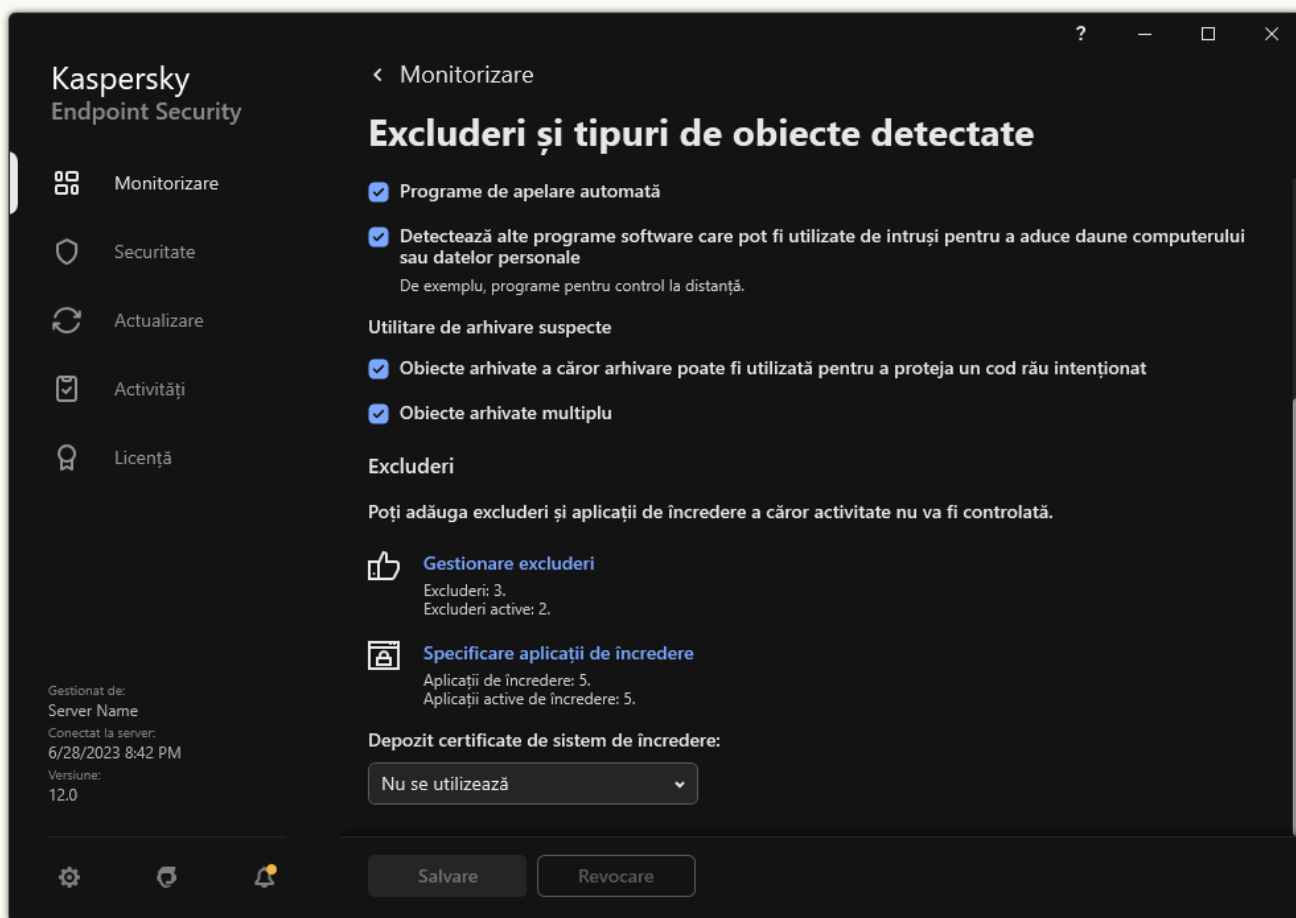 ?
Kaspersky
Endpoint Security
Monitorizare
Securitate
Actualizare
Activități
Licență
Gestionat de:
Server Name
Conectat la server:
6/28/2023 8:42 PM
Versiune:
12.0
Monitorizare
Excluderi și tipuri de obiecte detectate
Programe de apelare automată
Detectează alte programe software care pot fi utilizate de intruși pentru a aduce daune computerului
sau datelor personale
De exemplu, programe pentru control la distanță.
Utilitare de arhivare suspecte
Obiecte arhivate a căror arhivare poate fi utilizată pentru a proteja un cod rău intenționat
Obiecte arhivate multiplu
Excluderi
Poți adăuga excluderi și aplicații de încredere a căror activitate nu va fi controlată.
Gestionare excluderi
Excluderi: 3.
Excluderi active: 2.
Specificare aplicații de încredere
Aplicații de încredere: 5.
Aplicații active de încredere: 5.
Depozit certificate de sistem de încredere:
Nu se utilizează
Salvare
Revocare